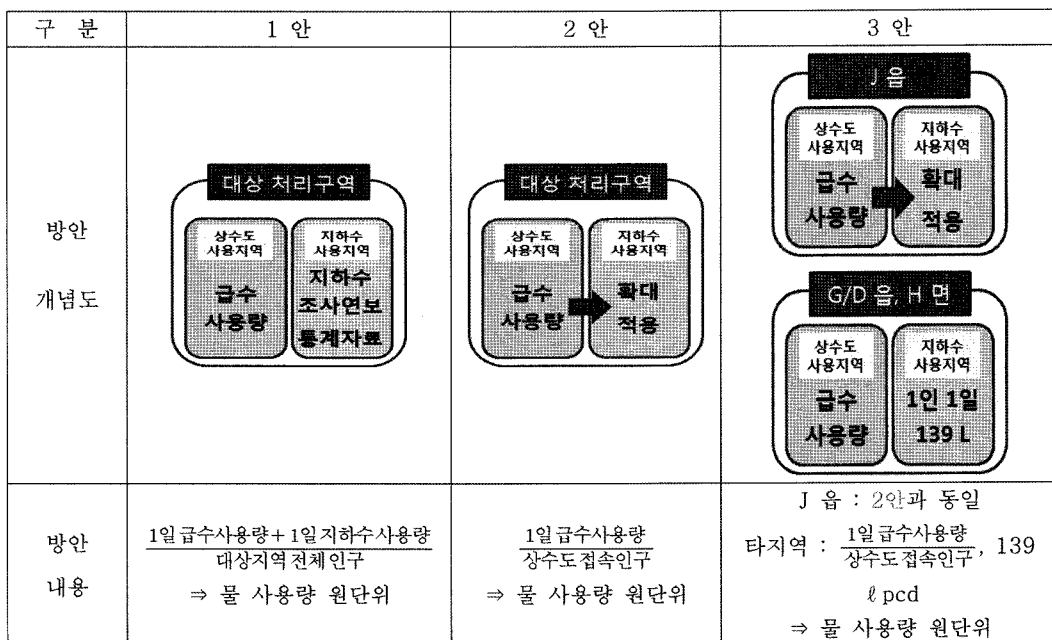 구 분
1 안
2 안
3 안
방안
개념도
대상 처리구역
상수도
사용지역
급수
사용량
지하수
사용지역
지하수
조사연보
통계자료
대상 처리구역
상수도
사용지역
급수
사용량
지하수
사용지역
확대
적용
J 읍
상수도
사용지역
급수
사용량
지하수
사용지역
확대
적용
G/D 읍, H 면
상수도
사용지역
급수
사용량
지하수
사용지역
1인 1일
139 L
방안
내용
1일급수사용량+ 1일지하수사용량
대상지역전체인구
⇒ 물 사용량 원단위
1일급수사용량
상수도접속인구
⇒ 물 사용량 원단위
J 읍 : 2안과 동일
타지역 : 1일급수사용량
상수도접속인구 , 139
ℓpcd
⇒ 물 사용량 원단위